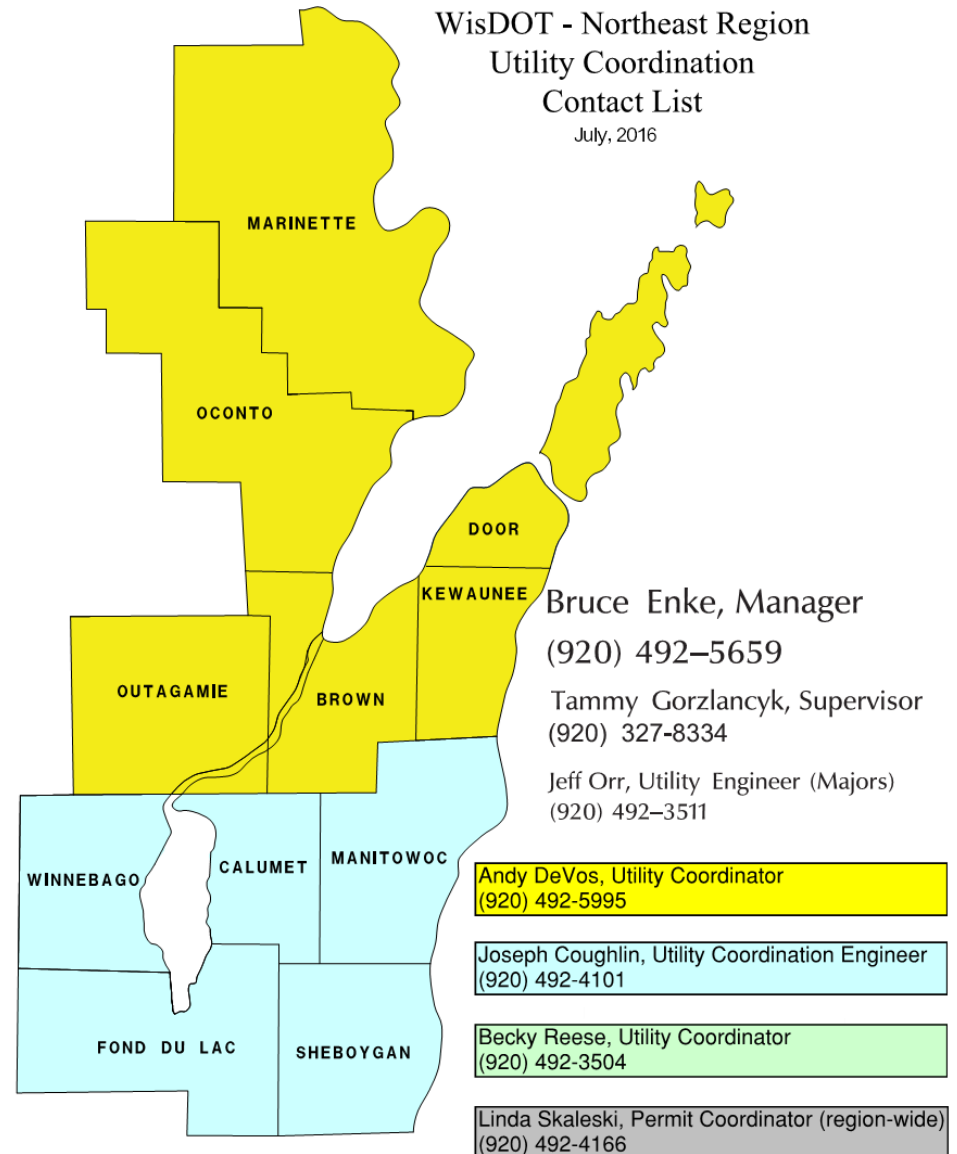 WisDOT - Northeast Region
Utility Coordination
Contact List
July, 2016
MARINETTE
OCONTO
DOOR
KEWAUNEE
Bruce Enke, Manager
(920) 492–5659
OUTAGAMIE
BROWN
Tammy Gorzlancyk, Supervisor
(920) 327-8334
Jeff Orr, Utility Engineer (Majors)
(920) 492–3511
WINNEBAGO
CALUMET
MANITOWOC
Andy DeVos, Utility Coordinator
(920) 492-5995
Joseph Coughlin, Utility Coordination Engineer
(920) 492-4101
FOND DU LAC
SHEBOYGAN
Becky Reese, Utility Coordinator
(920) 492-3504
Linda Skaleski, Permit Coordinator (region-wide)
(920) 492-4166